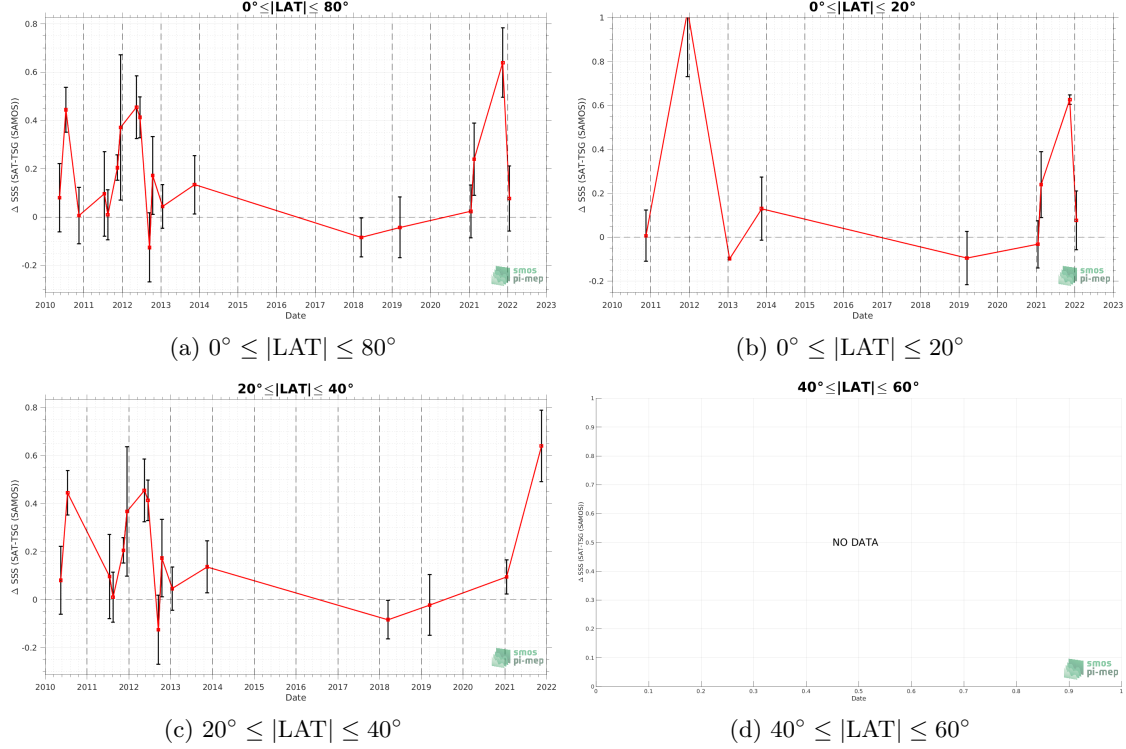 0°≤|LAT|≤ 80°
Δ SSS (SAT-TSG (SAMOS))
0.8
0.6
0.4
0.2
0
-0.2
2010 2011 2012 2013 2014 2015 2016 2017 2018 2019 2020 2021 2022 2023
Date
smos
pi-mep
(a) 0° ≤ |LAT| ≤ 80°
0°≤|LAT|≤ 20°
Δ SSS (SAT-TSG (SAMOS))
1
0.8
0.6
0.4
0.2
0
-0.2
2010 2011 2012 2013 2014 2015 2016 2017 2018 2019 2020 2021 2022 2023
Date
smos
pi-mep
(b) 0° ≤ |LAT| ≤ 20°
20°≤|LAT|≤ 40°
Δ SSS (SAT-TSG (SAMOS))
0.8
0.6
0.4
0.2
0
-0.2
2010 2011 2012 2013 2014 2015 2016 2017 2018 2019 2020 2021 2022
Date
smos
pi-mep
(c) 20° ≤ |LAT| ≤ 40°
40°≤|LAT|≤ 60°
Δ SSS (SAT-TSG (SAMOS))
1
0.9
0.8
0.7
0.6
0.5
0.4
0.3
0.2
0.1
0
NO DATA
0 0.1 0.2 0.3 0.4 0.5 0.6 0.7 0.8 0.9 1
Date
smos
pi-mep
(d) 40° ≤ |LAT| ≤ 60°